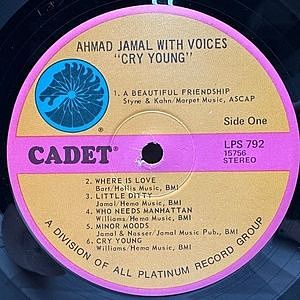 AHMAD JAMAL WITH VOICES
"CRY YOUNG"
1. A BEAUTIFUL FRIENDSHIP
Styne & Kahn/Marpet Music, ASCAP
Side One
CADET®
LPS 792
15756
STEREO
2. WHERE IS LOVE
Bart/Hollis Music, BMI
3. LITTLE DITTY
Jamal/Hema Music, BMI
4. WHO NEEDS MANHATTAN
Williams/Hema Music, BMI
5. MINOR MOODS
Jamal & Nasser/Jamal Music Pub., BMI
6. CRY YOUNG
Williams/Hema Music, BMI
A DIVISION OF ALL PLATINUM RECORD GROUP